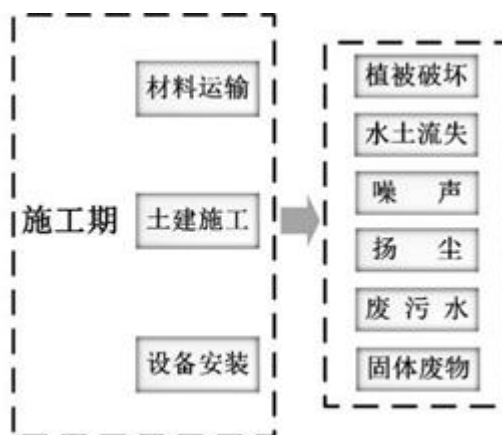 施工期
材料运输
土建施工
设备安装
植被破坏
水土流失
噪 声
扬 尘
废 污 水
固体废物